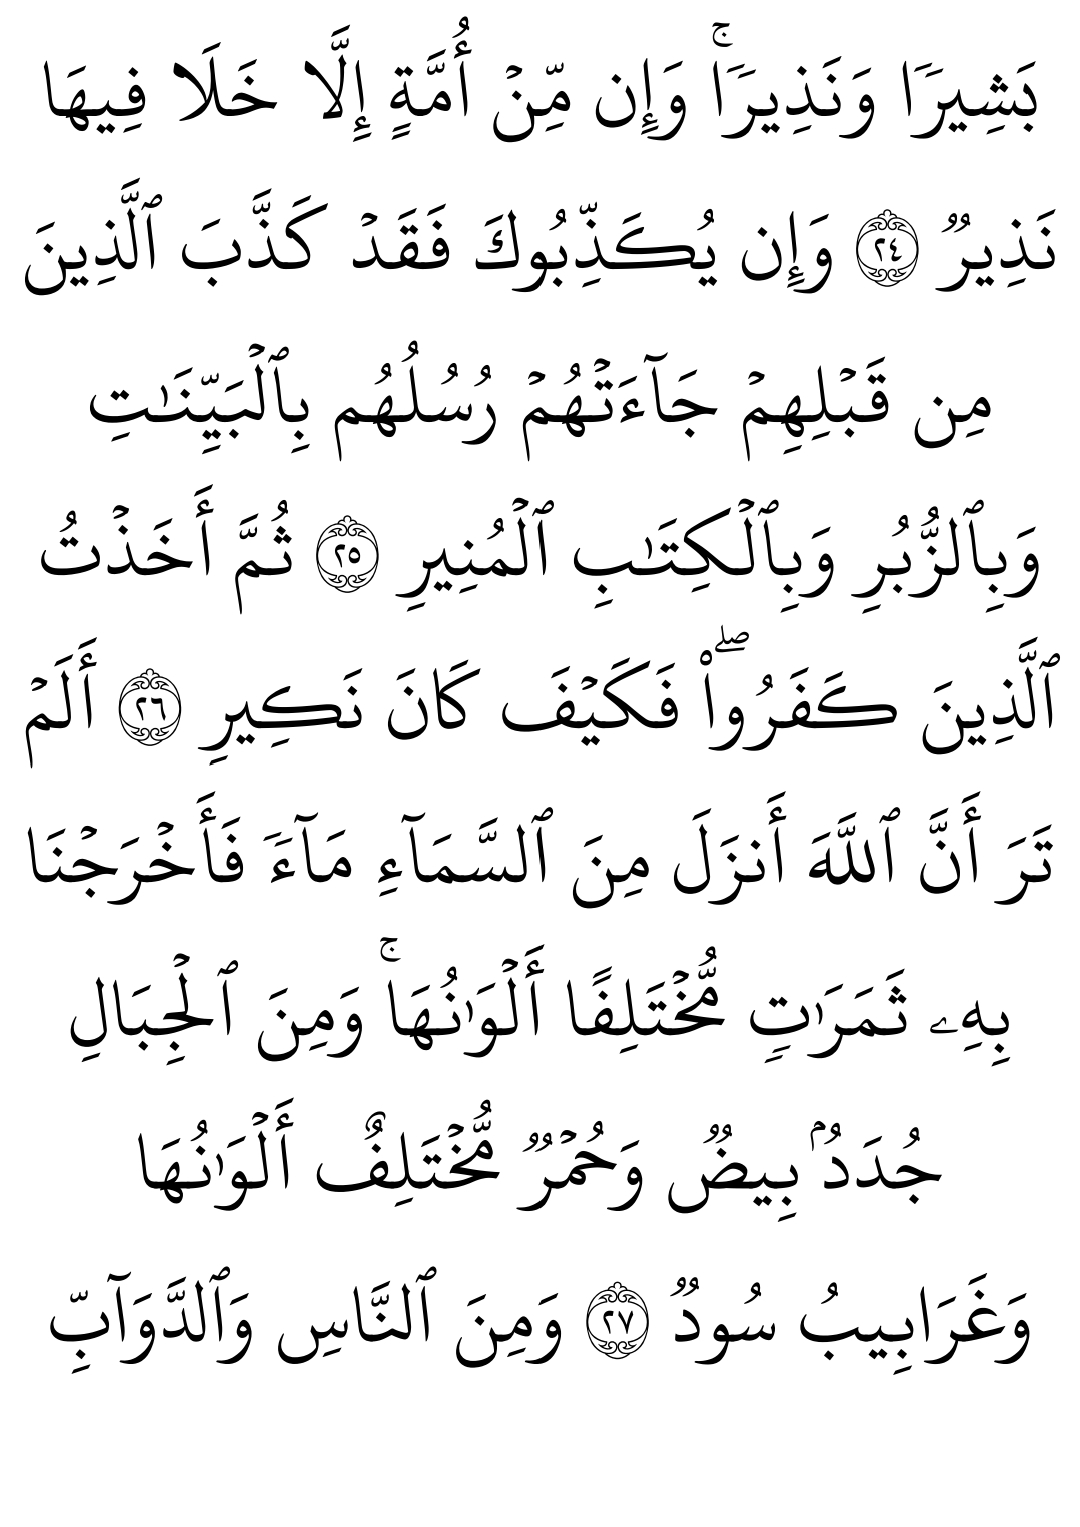 بَشِيرٗا وَنَذِيرٗاۚ وَإِن مِّنۡ أُمَّةٍ إِلَّا خَلَا فِيهَا
نَذِيرٞ ٢٤ وَإِن يُكَذِّبُوكَ فَقَدۡ كَذَّبَ ٱلَّذِينَ
مِن قَبۡلِهِمۡ جَآءَتۡهُمۡ رُسُلُهُم بِٱلۡبَيِّنَٰتِ
وَبِٱلزُّبُرِ وَبِٱلۡكِتَٰبِ ٱلۡمُنِيرِ ٢٥ ثُمَّ أَخَذۡتُ
ٱلَّذِينَ كَفَرُواْۖ فَكَيۡفَ كَانَ نَكِيرِ ٢٦ أَلَمۡ
تَرَ أَنَّ ٱللَّهَ أَنزَلَ مِنَ ٱلسَّمَآءِ مَآءٗ فَأَخۡرَجۡنَا
بِهِۦ ثَمَرَٰتٖ مُّخۡتَلِفًا أَلۡوَٰنُهَاۚ وَمِنَ ٱلۡجِبَالِ
جُدَدُۢ بِيضٞ وَحُمۡرٞ مُّخۡتَلِفٌ أَلۡوَٰنُهَا
وَغَرَابِيبُ سُودٞ ٢٧ وَمِنَ ٱلنَّاسِ وَٱلدَّوَآبِّ